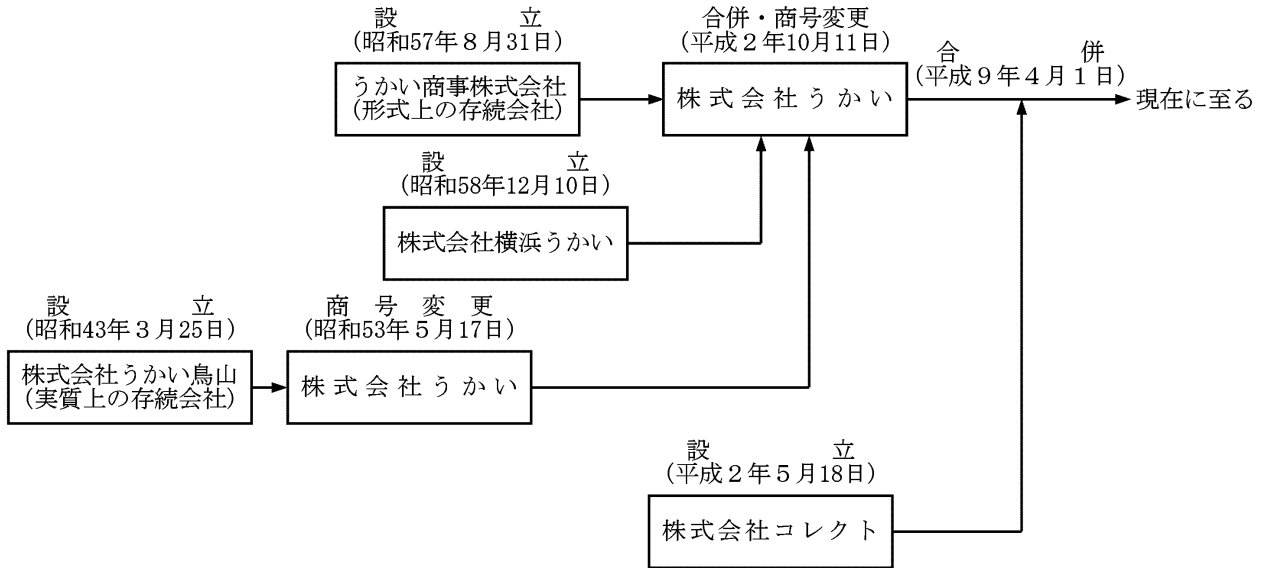 設立
(昭和57年８月31日)
うかい商事株式会社
(形式上の存続会社)
合併・商号変更
(平成２年10月11日)
株式会社うかい
合併
(平成９年４月１日)
現在に至る
設立
(昭和58年12月10日)
株式会社横浜うかい
設立
(昭和43年３月25日)
株式会社うかい鳥山
(実質上の存続会社)
商号変更
(昭和53年５月17日)
株式会社うかい
設立
(平成２年５月18日)
株式会社コレクト